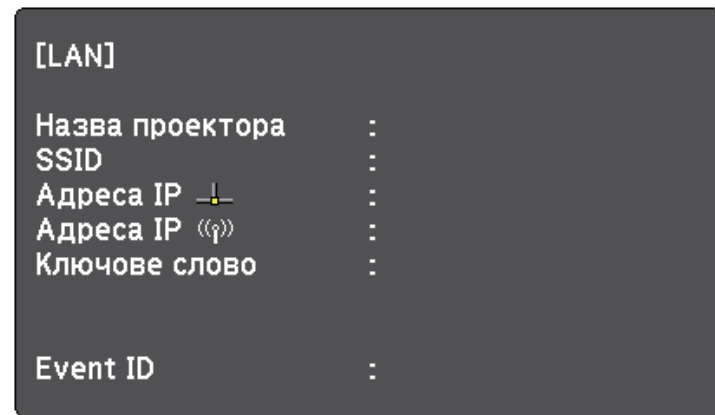 [LAN]
Назва проектора :
SSID :
Адреса IP :
Адреса IP :
Ключове слово :
Event ID :